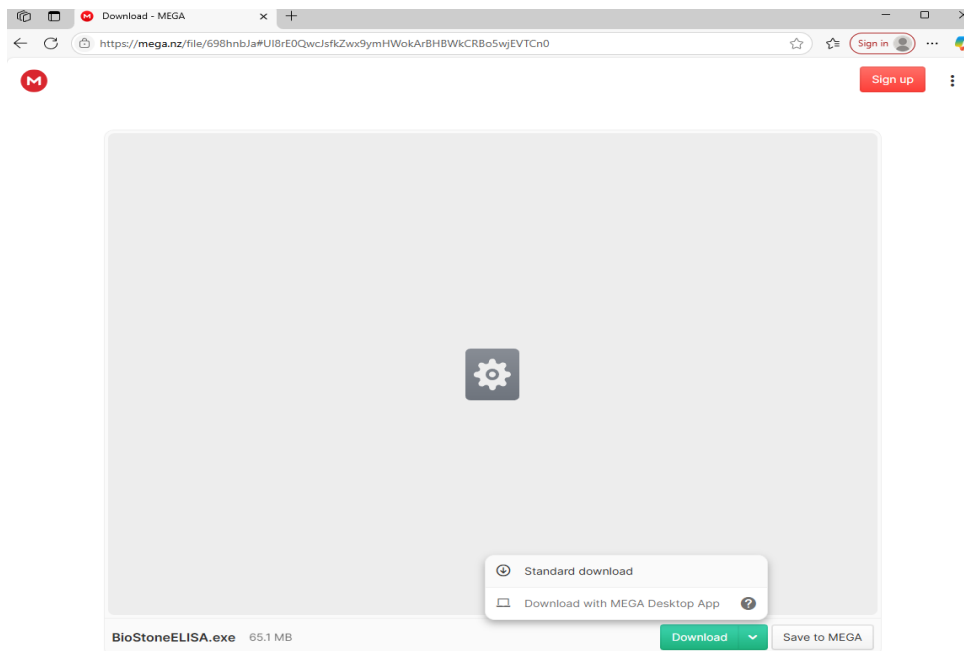 Download - MEGA
https://mega.nz/file/698hnbJa#UI8rE0QwcJsfkZwx9ymHWokArBHBWkCRBo5wjEVTCn0
Sign in
M
Sign up
Standard download
Download with MEGA Desktop App ?
BioStoneELISA.exe 65.1 MB
Download
Save to MEGA